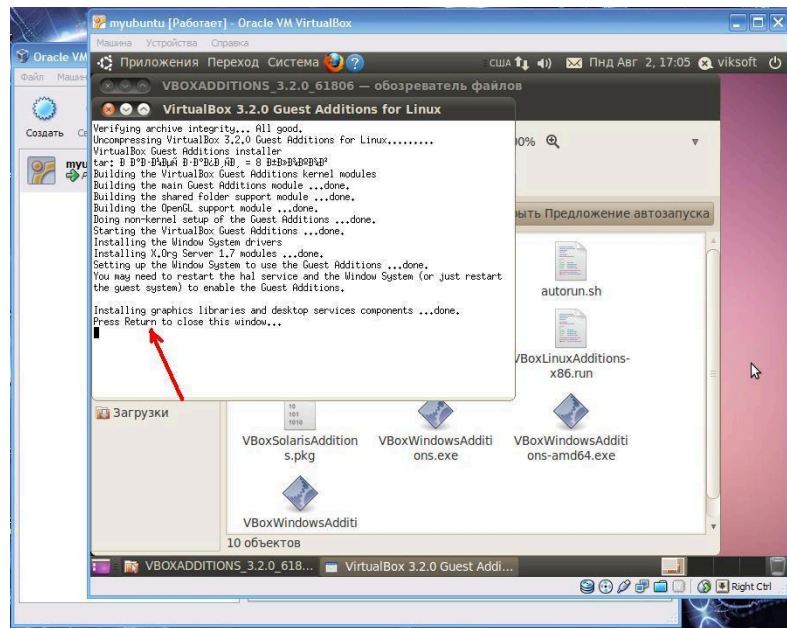 myubuntu [Работает] - Oracle VM VirtualBox
Машина Устройства Справка
Oracle VM
Файл Машин
Приложения Переход Система США Пнд Авг 2, 17:05 viksoft
VBOXADDITIONS_3.2.0_61806 — обозреватель файлов
VirtualBox 3.2.0 Guest Additions for Linux
Создать
Verifying archive integrity... All good.
Uncompressing VirtualBox 3.2.0 Guest Additions for Linux.........
VirtualBox Guest Additions installer
tar:
Building the VirtualBox Guest Additions kernel modules
Building the main Guest Additions module ...done.
Building the shared folder support module ...done.
Building the OpenGL support module ...done.
Doing non-kernel setup of the Guest Additions ...done.
Starting the VirtualBox Guest Additions ...done.
Installing the Window System drivers
Installing X.Org Server 1.7 modules ...done.
Setting up the Window System to use the Guest Additions ...done.
You may need to restart the hal service and the Window System (or just restart
the guest system) to enable the Guest Additions.
Installing graphics libraries and desktop services components ...done.
Press Return to close this window...
myu
00%
ыть Предложение автозапуска
autorun.sh
VBoxLinuxAdditions-
x86.run
Загрузки
10
101
1010
VBoxSolarisAddition
s.pkg
VBoxWindowsAdditi
ons.exe
VBoxWindowsAdditi
ons-amd64.exe
VBoxWindowsAdditi
10 объектов
VBOXADDITIONS_3.2.0_618... VirtualBox 3.2.0 Guest Addi...
Right Ctrl